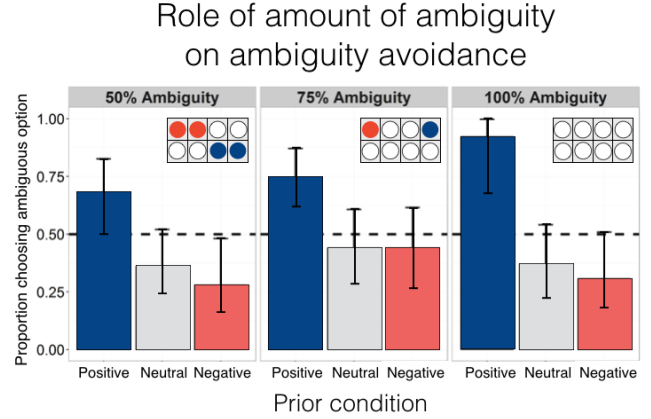 Role of amount of ambiguity
on ambiguity avoidance
50% Ambiguity
75% Ambiguity
100% Ambiguity
Proportion choosing ambiguous option
1.00
0.75
0.50
0.25
0.00
Positive Neutral Negative
Positive Neutral Negative
Positive Neutral Negative
Prior condition